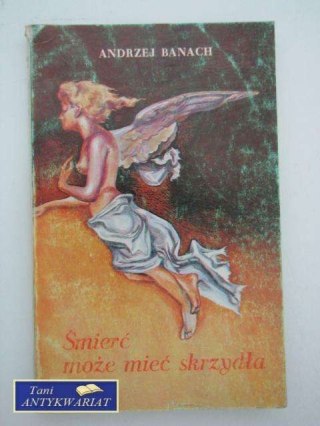 ANDRZEJ BANACH
Śmierć
może mieć skrzydła
Tani
ANTYKWARIAT